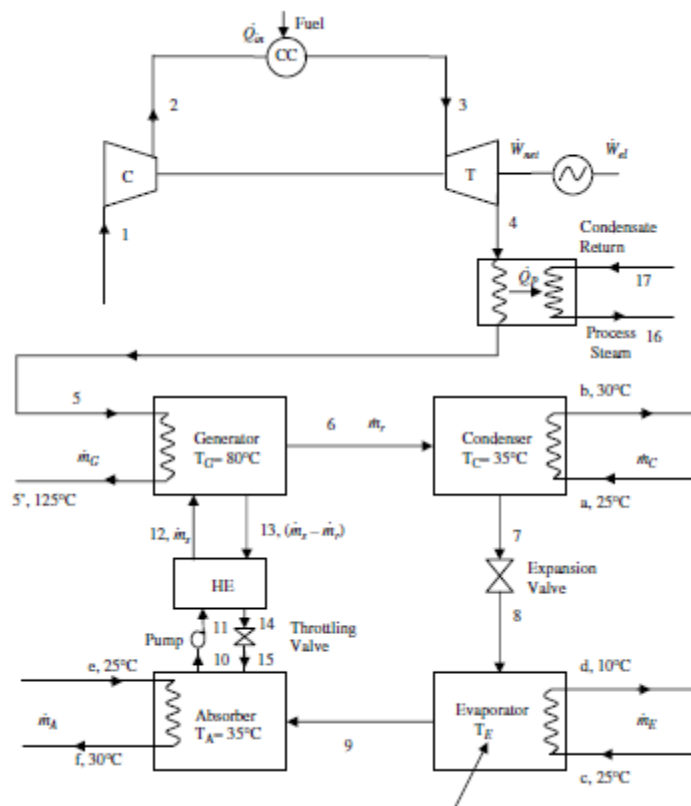 Fuel
Q̇in
CC
2
3
C
T
Ẇnet
Ẇel
1
4
Condensate
Return
Q̇P
17
Process
Steam
16
5
b, 30°C
Generator
TG= 80°C
6
ṁr
Condenser
TC= 35°C
ṁG
ṁC
5', 125°C
a, 25°C
12, ṁs
13, (ṁs – ṁr)
7
HE
Expansion
Valve
11
14
8
Pump
Throttling
Valve
10
15
e, 25°C
d, 10°C
ṁA
Absorber
TA= 35°C
9
Evaporator
TE
ṁE
f, 30°C
c, 25°C